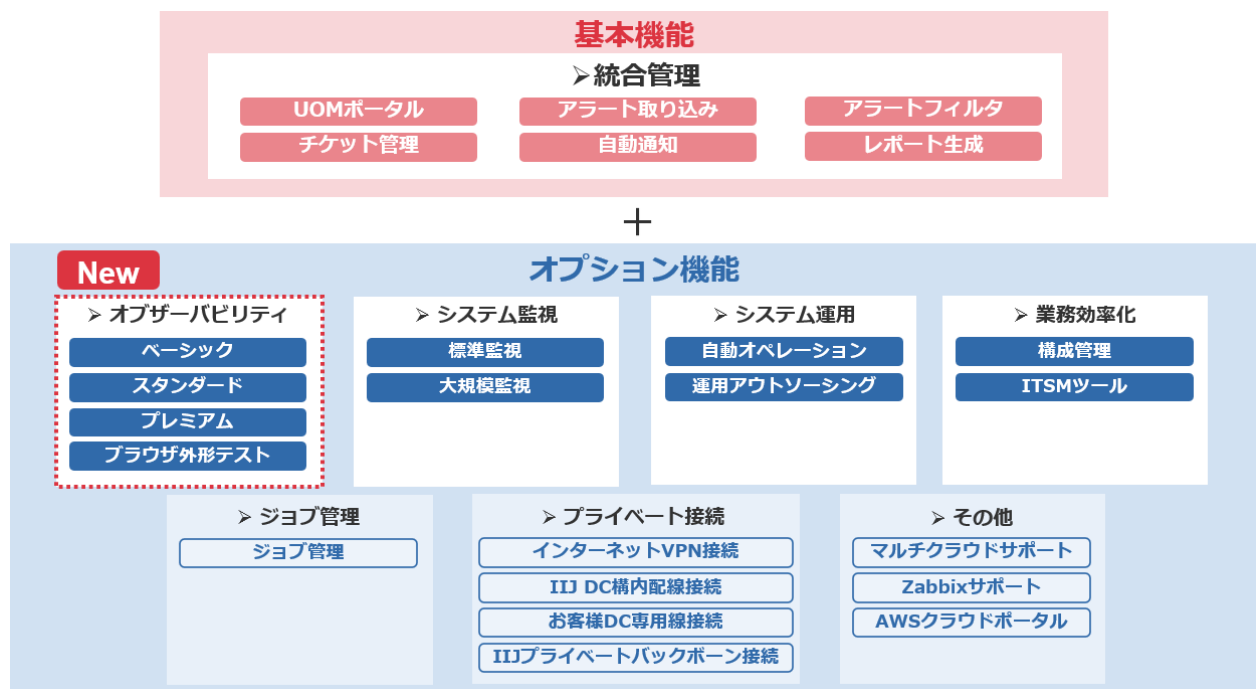 基本機能
➢統合管理
UOMポータル
アラート取り込み
アラートフィルタ
チケット管理
自動通知
レポート生成
＋
New
オプション機能
➢ オブザーバビリティ
ベーシック
スタンダード
プレミアム
ブラウザ外形テスト
➢ システム監視
標準監視
大規模監視
➢ システム運用
自動オペレーション
運用アウトソーシング
➢ 業務効率化
構成管理
ITSMツール
➢ ジョブ管理
ジョブ管理
➢ プライベート接続
インターネットVPN接続
IIJ DC構内配線接続
お客様DC専用線接続
IIJプライベートバックボーン接続
➢ その他
マルチクラウドサポート
Zabbixサポート
AWSクラウドポータル